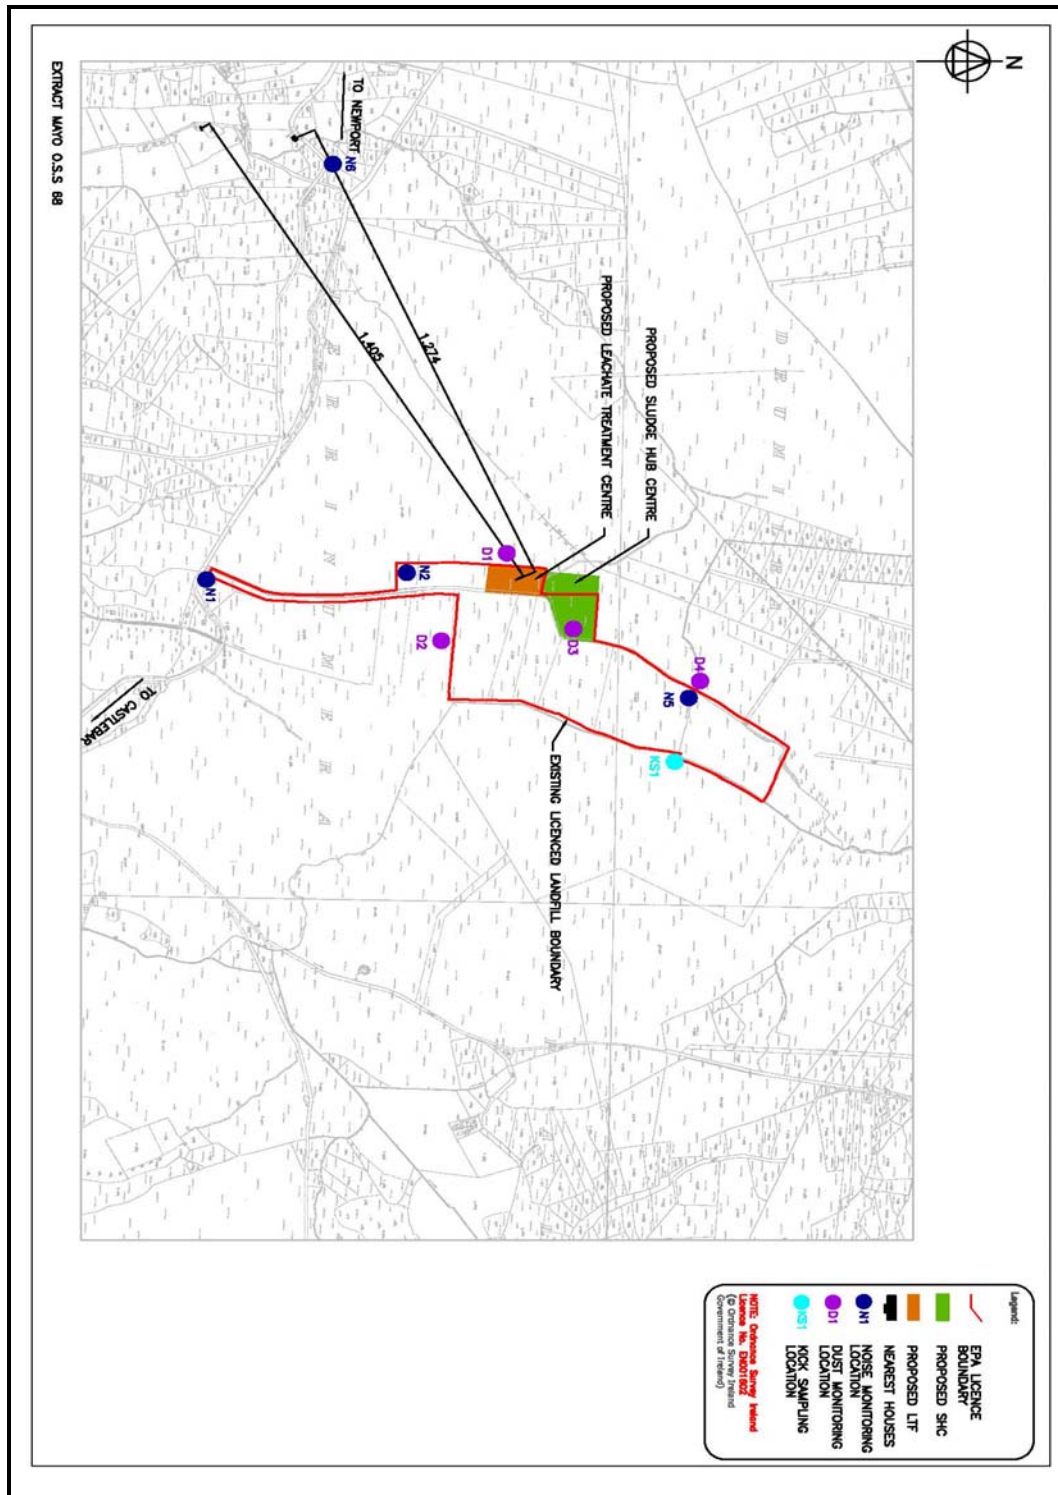 N
EXTRACT MAYO O.S.S 68
TO NEWPORT
N6
1,274
1,405
PROPOSED LEACHATE TREATMENT CENTRE
PROPOSED SLUDGE HUB CENTRE
D R U M I L R A
D E R R I N U M E R A
D1
N2
N1
D2
D3
D4
N5
KS1
TO CASTLEBAR
EXISTING LICENCED LANDFILL BOUNDARY
Legend:
EPA LICENCE
BOUNDARY
PROPOSED SHC
PROPOSED LTF
NEAREST HOUSES
N1 NOISE MONITORING
LOCATION
D1 DUST MONITORING
LOCATION
KS1 KICK SAMPLING
LOCATION
NOTE: Ordnance Survey Ireland
Licence No. EN001602
(© Ordnance Survey Ireland
Government of Ireland)